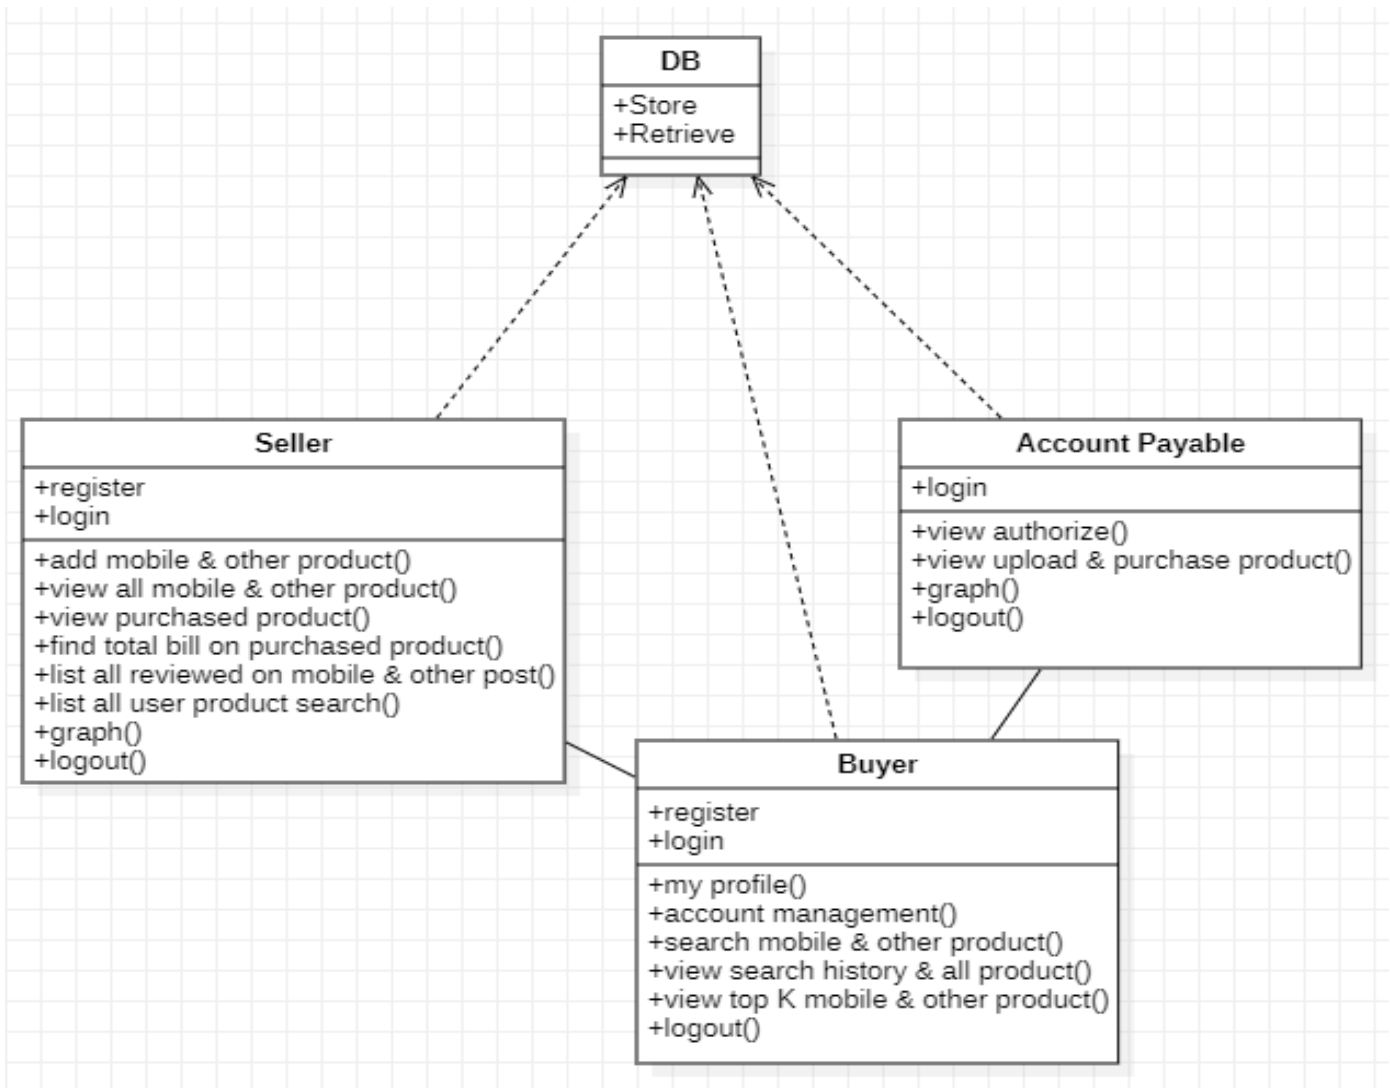 DB
+Store
+Retrieve
Seller
+register
+login
+add mobile & other product()
+view all mobile & other product()
+view purchased product()
+find total bill on purchased product()
+list all reviewed on mobile & other post()
+list all user product search()
+graph()
+logout()
Account Payable
+login
+view authorize()
+view upload & purchase product()
+graph()
+logout()
Buyer
+register
+login
+my profile()
+account management()
+search mobile & other product()
+view search history & all product()
+view top K mobile & other product()
+logout()